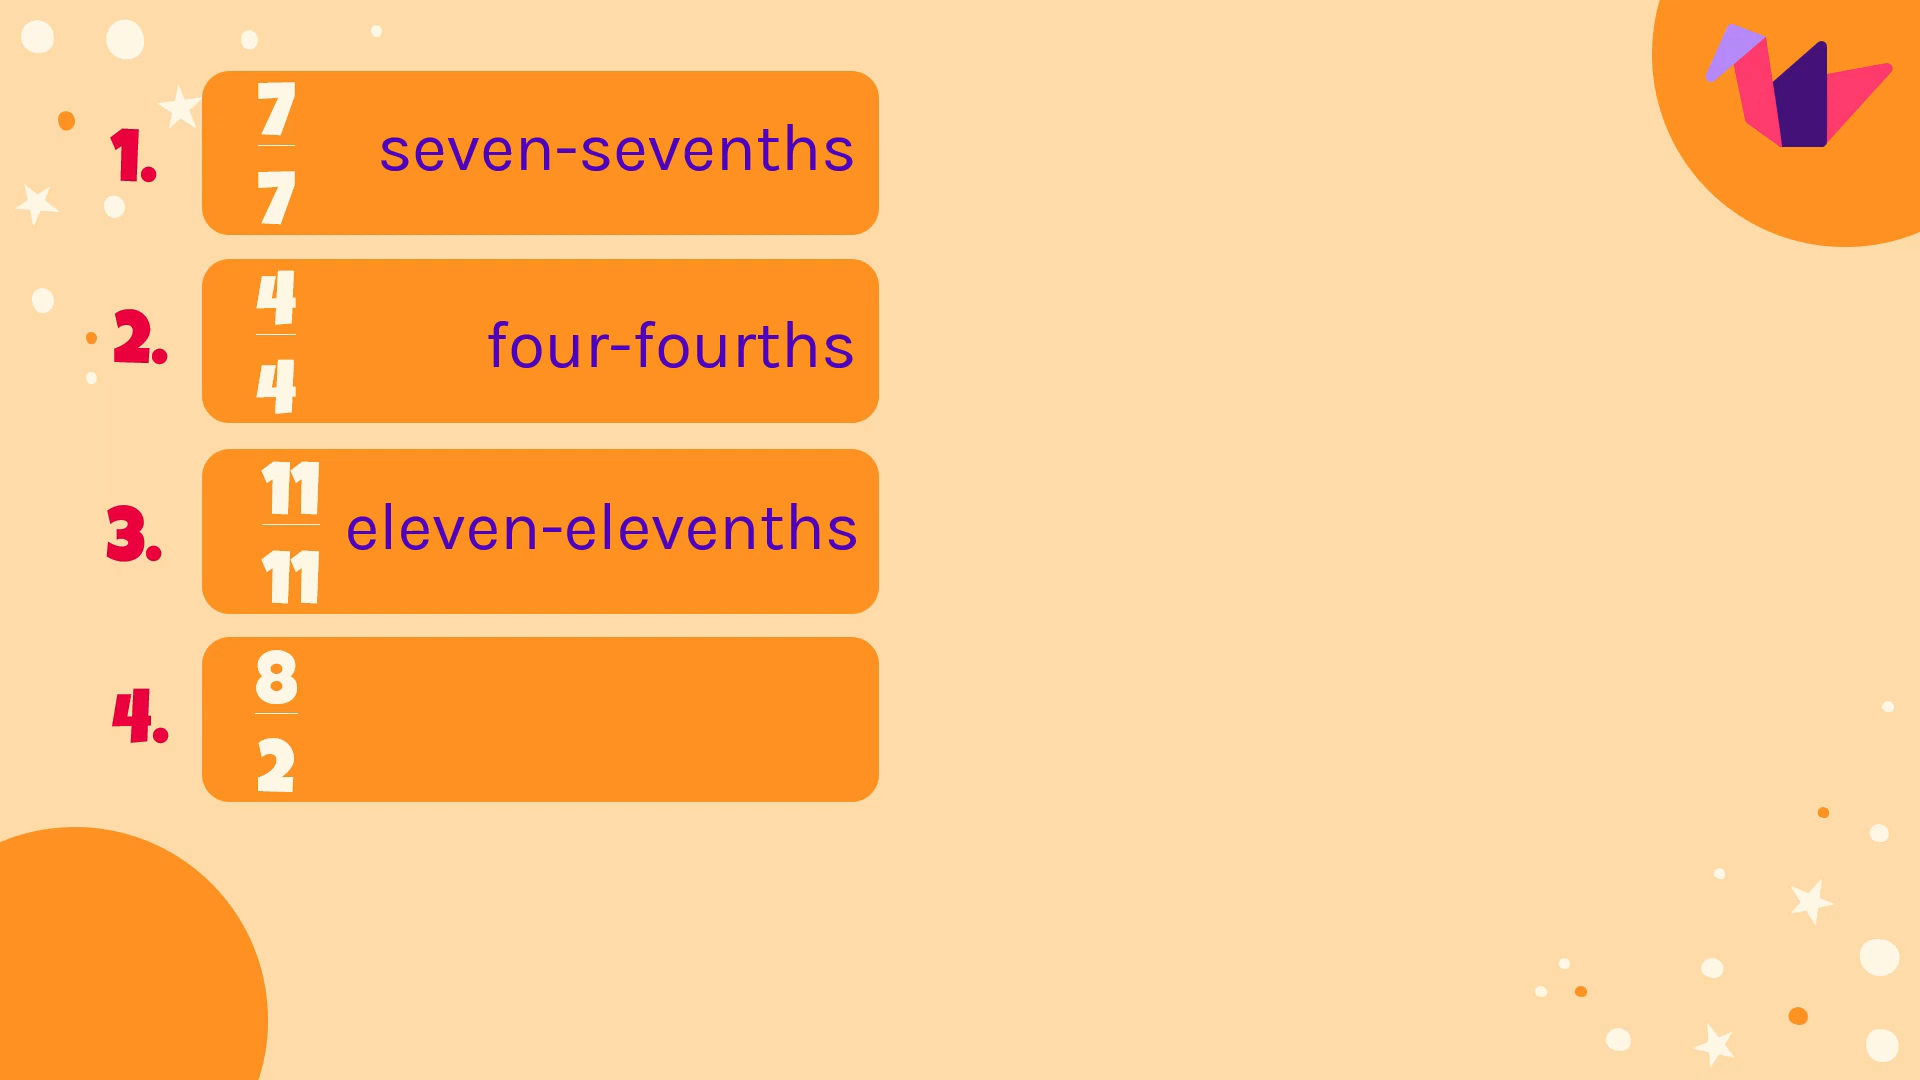 1. 7/7 seven-sevenths
2. 4/4 four-fourths
3. 11/11 eleven-elevenths
4. 8/2